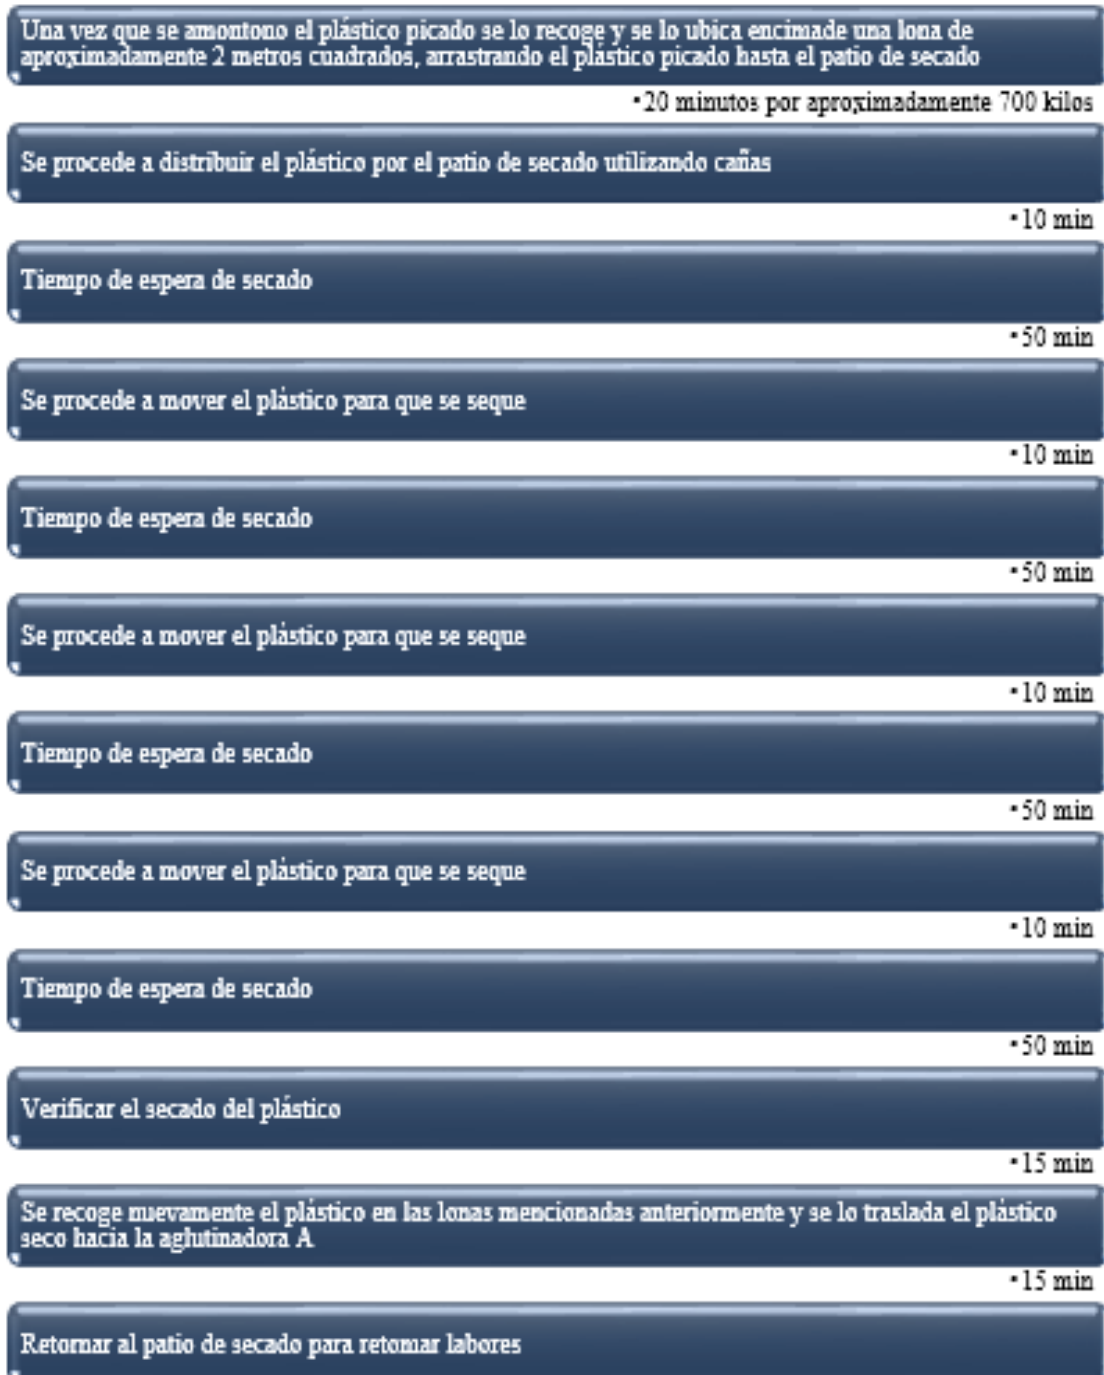 Una vez que se amontono el plástico picado se lo recoge y se lo ubica encimade una lona de
aproximadamente 2 metros cuadrados, arrastrando el plástico picado hasta el patio de secado
•20 minutos por aproximadamente 700 kilos
Se procede a distribuir el plástico por el patio de secado utilizando cañas
•10 min
Tiempo de espera de secado
•50 min
Se procede a mover el plástico para que se seque
•10 min
Tiempo de espera de secado
•50 min
Se procede a mover el plástico para que se seque
•10 min
Tiempo de espera de secado
•50 min
Se procede a mover el plástico para que se seque
•10 min
Tiempo de espera de secado
•50 min
Verificar el secado del plástico
•15 min
Se recoge nuevamente el plástico en las lonas mencionadas anteriormente y se lo traslada el plástico
seco hacia la aglutinadora A
•15 min
Retornar al patio de secado para retomar labores